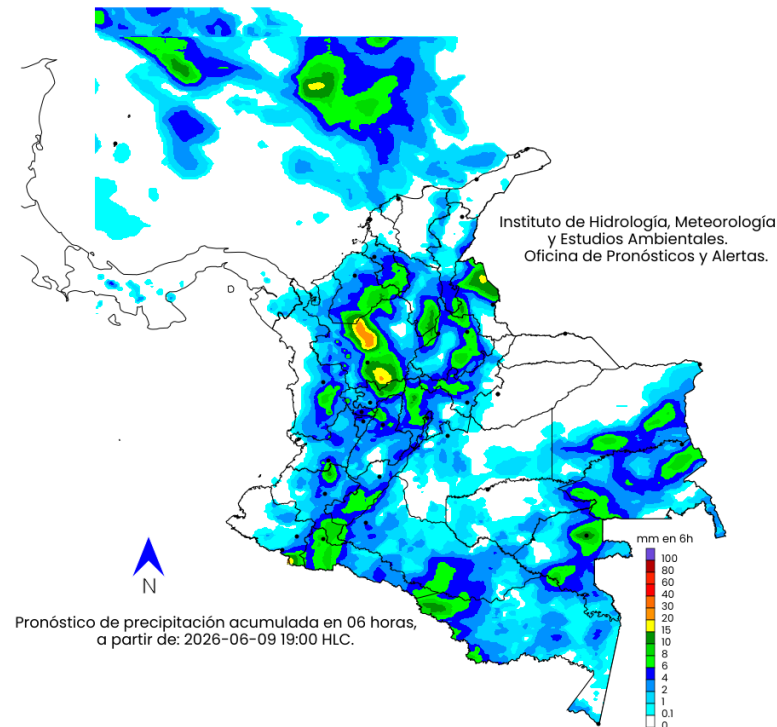 Instituto de Hidrología, Meteorología
y Estudios Ambientales.
Oficina de Pronósticos y Alertas.
mm en 6h
100
80
60
40
30
20
15
10
8
6
4
2
1
0.1
0
N
Pronóstico de precipitación acumulada en 06 horas,
a partir de: 2026-06-09 19:00 HLC.